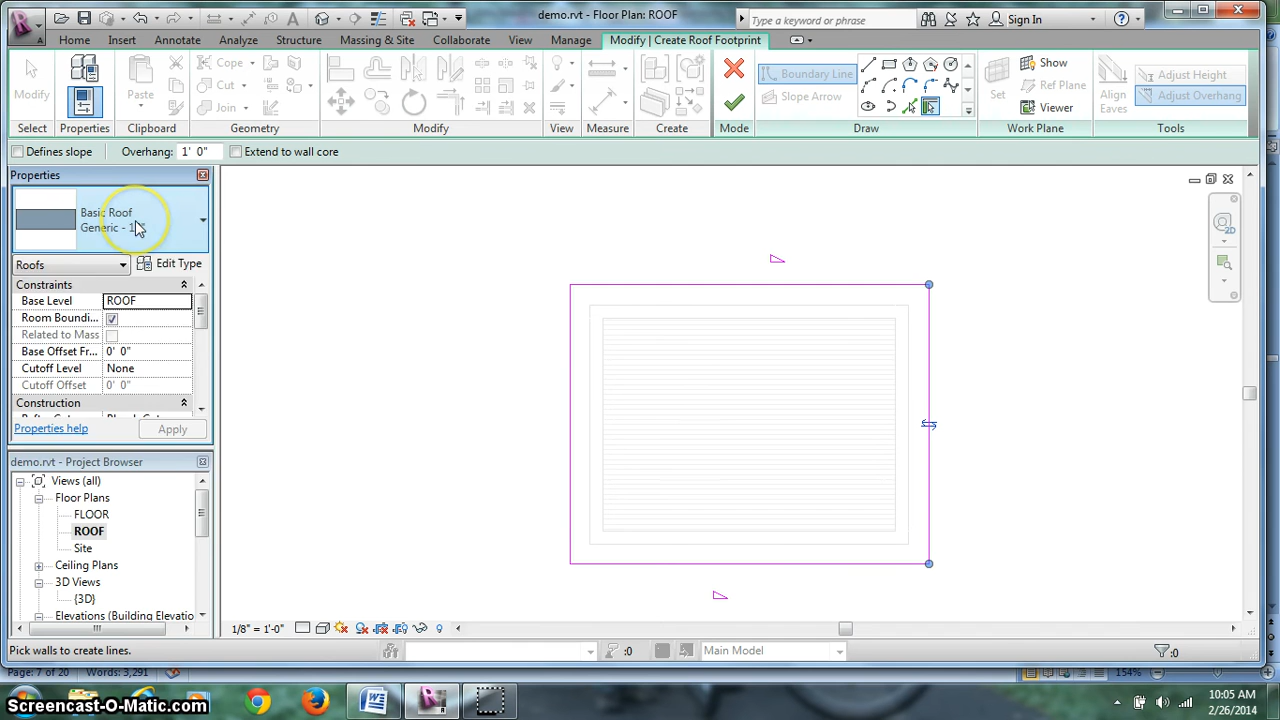 demo.rvt - Floor Plan: ROOF
Type a keyword or phrase
Sign In
Home Insert Annotate Analyze Structure Massing & Site Collaborate View Manage Modify | Create Roof Footprint
Modify
Properties
Paste
Cope
Cut
Join
Boundary Line
Slope Arrow
Set
Show
Ref Plane
Viewer
Align Eaves
Adjust Height
Adjust Overhang
Select Properties Clipboard Geometry Modify View Measure Create Mode Draw Work Plane Tools
Defines slope Overhang: 1' 0" Extend to wall core
Properties
Basic Roof
Generic -
Roofs Edit Type
Constraints
Base Level ROOF
Room Boundi...
Related to Mass
Base Offset Fr... 0' 0"
Cutoff Level None
Cutoff Offset 0' 0"
Construction
Properties help Apply
demo.rvt - Project Browser
Views (all)
Floor Plans
FLOOR
ROOF
Site
Ceiling Plans
3D Views
{3D}
Elevations (Building Elevatio
2D
1/8" = 1'-0"
Pick walls to create lines.
:0
Main Model
:0
Page: 7 of 20 Words: 3,291
154%
10:05 AM
2/26/2014
Screencast-O-Matic.com